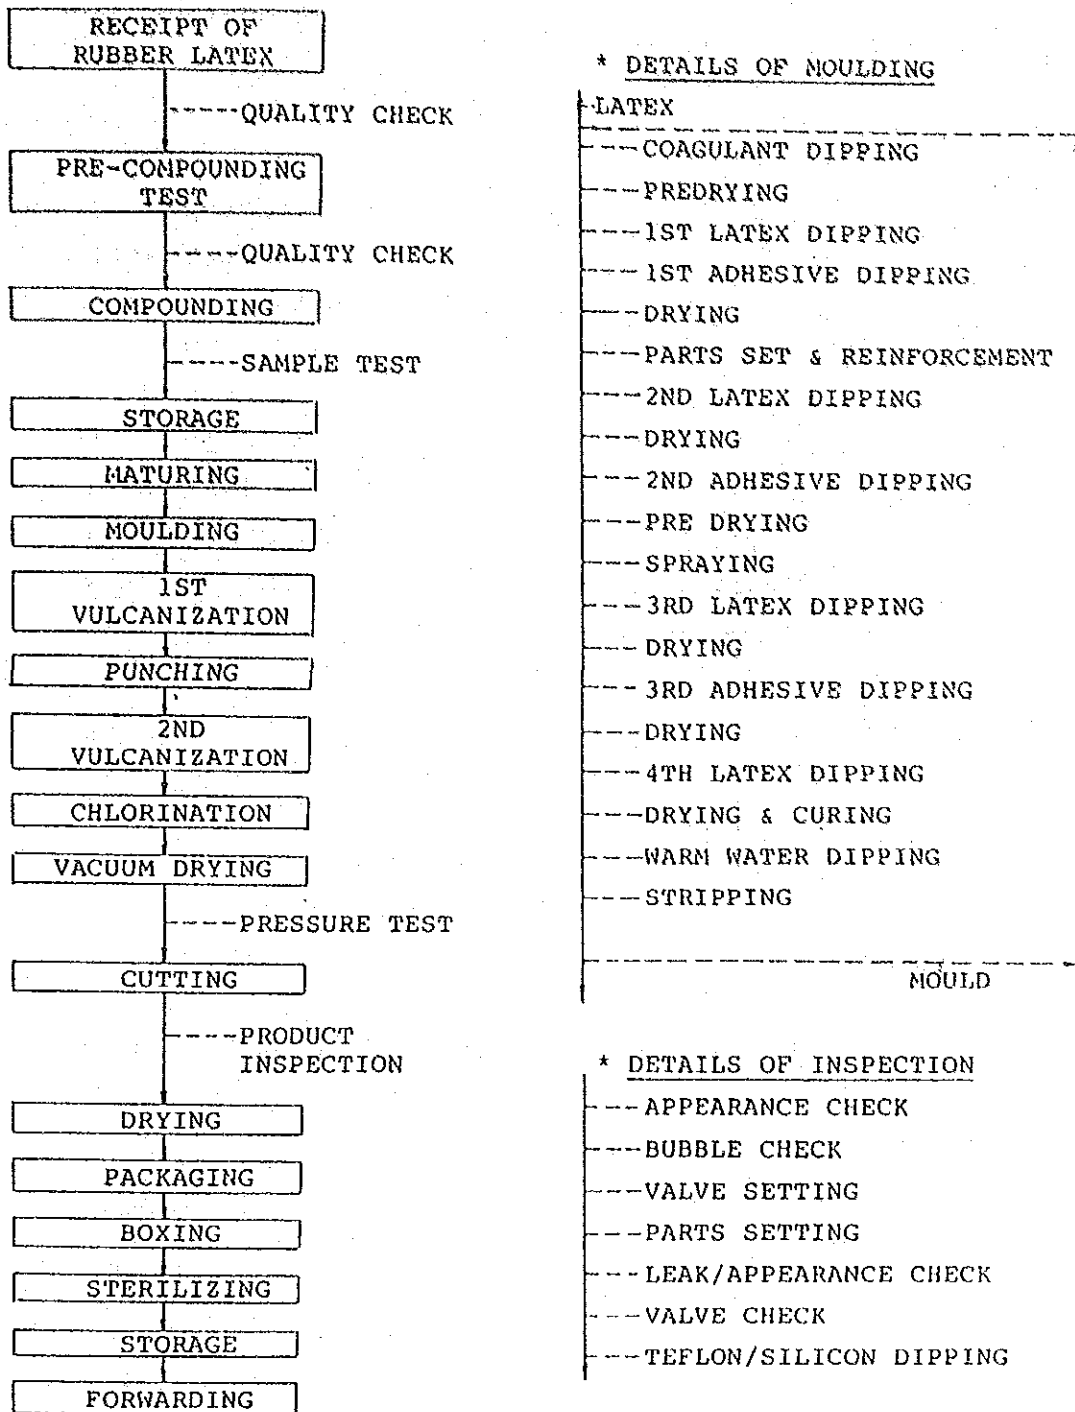 RECEIPT OF
RUBBER LATEX
QUALITY CHECK
PRE-COMPOUNDING
TEST
QUALITY CHECK
COMPOUNDING
SAMPLE TEST
STORAGE
MATURING
MOULDING
1ST
VULCANIZATION
PUNCHING
2ND
VULCANIZATION
CHLORINATION
VACUUM DRYING
PRESSURE TEST
CUTTING
PRODUCT
INSPECTION
DRYING
PACKAGING
BOXING
STERILIZING
STORAGE
FORWARDING
* DETAILS OF MOULDING
LATEX
COAGULANT DIPPING
PREDRYING
1ST LATEX DIPPING
1ST ADHESIVE DIPPING
DRYING
PARTS SET & REINFORCEMENT
2ND LATEX DIPPING
DRYING
2ND ADHESIVE DIPPING
PRE DRYING
SPRAYING
3RD LATEX DIPPING
DRYING
3RD ADHESIVE DIPPING
DRYING
4TH LATEX DIPPING
DRYING & CURING
WARM WATER DIPPING
STRIPPING
MOULD
* DETAILS OF INSPECTION
APPEARANCE CHECK
BUBBLE CHECK
VALVE SETTING
PARTS SETTING
LEAK/APPEARANCE CHECK
VALVE CHECK
TEFLON/SILICON DIPPING